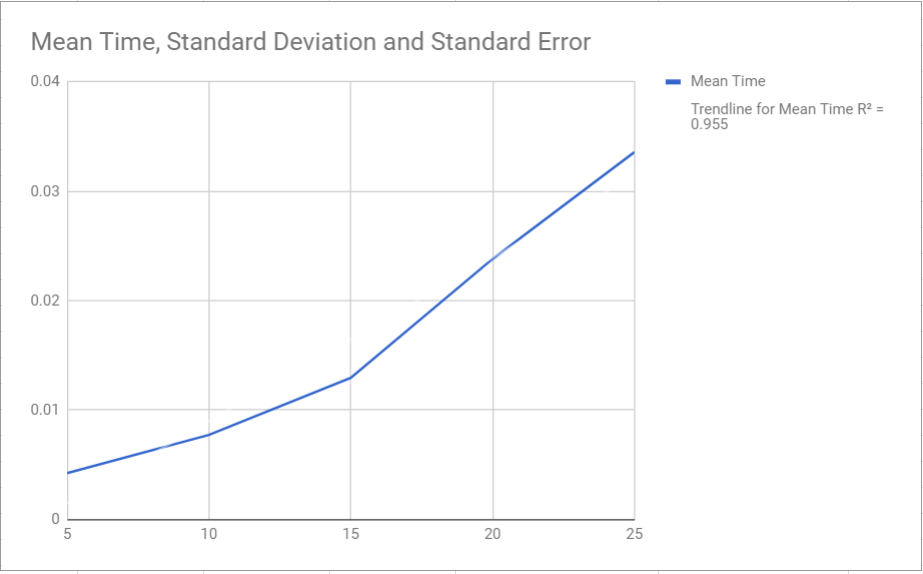 Mean Time, Standard Deviation and Standard Error
0.04
0.03
0.02
0.01
0
5 10 15 20 25
Mean Time
Trendline for Mean Time R² =
0.955